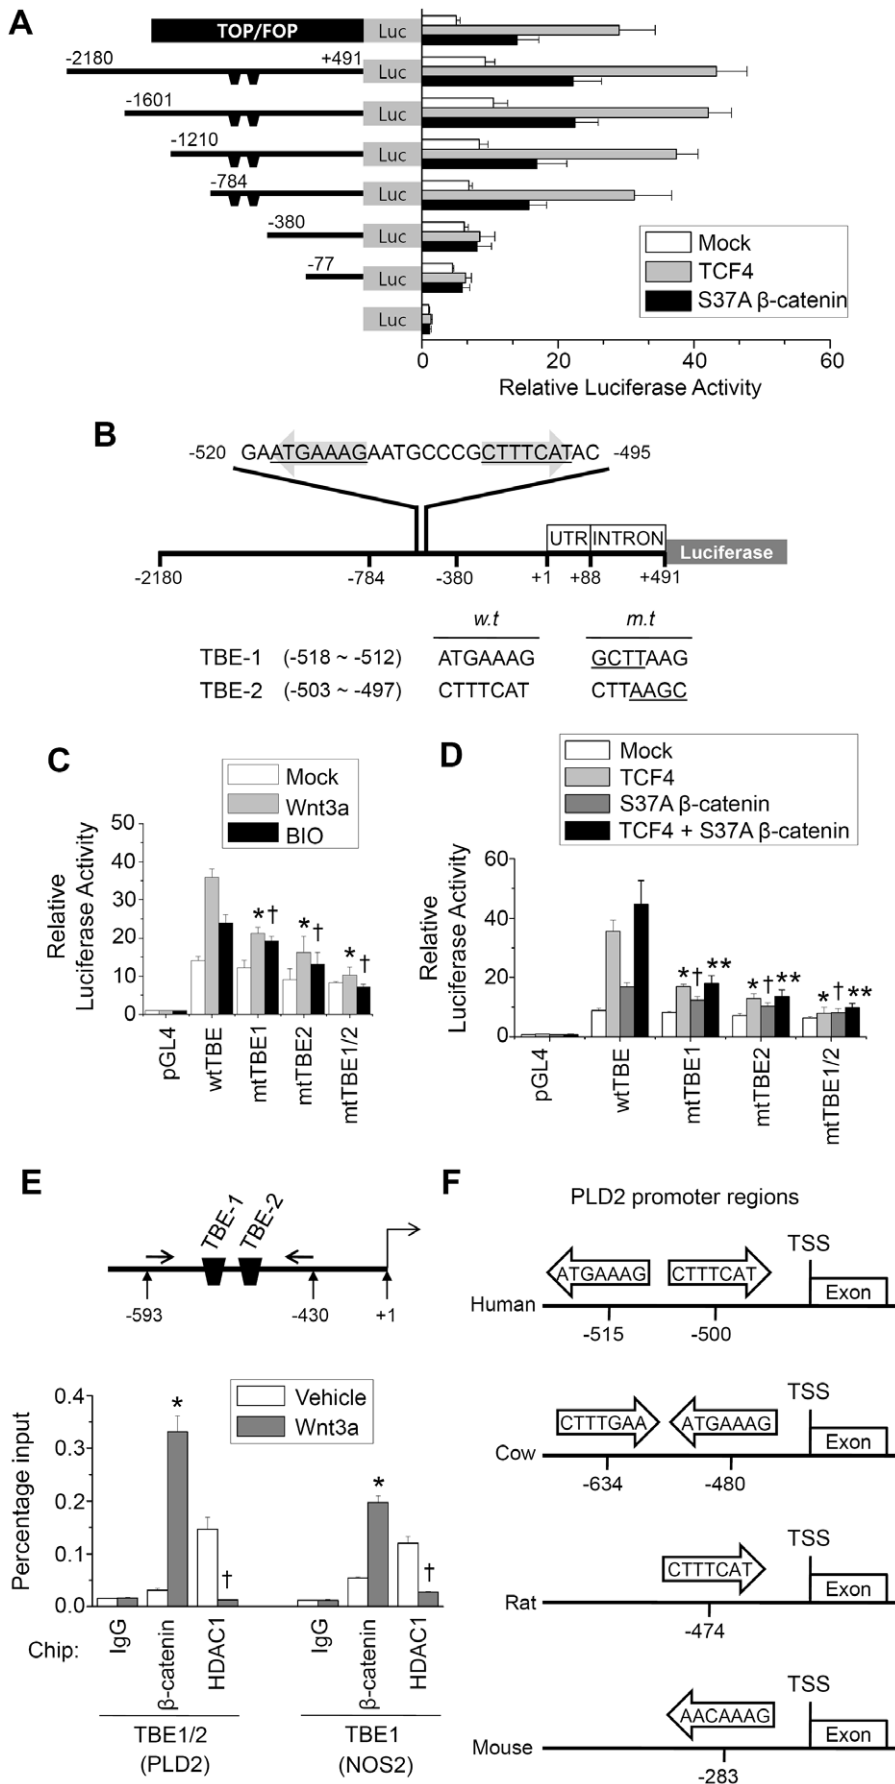 A
TOP/FOP
Luc
-2180
+491
Luc
-1601
Luc
-1210
Luc
-784
Luc
-380
Luc
-77
Luc
Luc
Mock
TCF4
S37A β-catenin
0
20
40
60
Relative Luciferase Activity
B
-520
GAATGAAAGAATGCCCGCTTTCATAC
-495
UTR
INTRON
Luciferase
-2180
-784
-380
+1
+88
+491
w.t
m.t
TBE-1 (-518 ~ -512) ATGAAAG GCTTAAG
TBE-2 (-503 ~ -497) CTTTCAT CTTAAGC
C
Mock
Wnt3a
BIO
Relative
Luciferase Activity
50
40
30
20
10
0
* †
* †
* †
pGL4
wtTBE
mtTBE1
mtTBE2
mtTBE1/2
D
Mock
TCF4
S37A β-catenin
TCF4 + S37A β-catenin
Relative
Luciferase Activity
60
40
20
0
* † **
* † **
* † **
pGL4
wtTBE
mtTBE1
mtTBE2
mtTBE1/2
E
TBE-1
TBE-2
-593
-430
+1
Vehicle
Wnt3a
Percentage input
0.4
0.3
0.2
0.1
0.0
*
†
*
†
Chip:
IgG
β-catenin
HDAC1
IgG
β-catenin
HDAC1
TBE1/2
(PLD2)
TBE1
(NOS2)
F
PLD2 promoter regions
ATGAAAG
CTTTCAT
TSS
Exon
Human
-515
-500
CTTTGAA
ATGAAAG
TSS
Exon
Cow
-634
-480
CTTTCAT
TSS
Exon
Rat
-474
AACAAAG
TSS
Exon
Mouse
-283